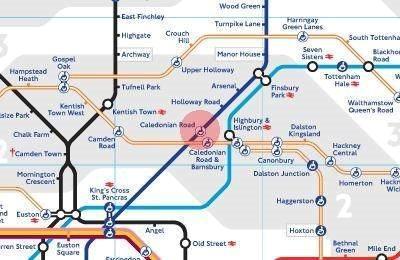 Wood Green
East Finchley
Harringay
Green Lanes
Turnpike Lane
Highgate
Crouch
Hill
South Tottenham
Manor House
Seven
Sisters
Gospel
Oak
Archway
Blackhorse
Road
Upper Holloway
Hampstead
Heath
Tottenham
Hale
Tufnell Park
Arsenal
Finsbury
Park
Kentish
Town West
Kentish Town
Holloway Road
Walthamstow
Queen's Road
Caledonian Road
Highbury &
Islington
Chalk Farm
Camden
Road
Dalston
Kingsland
Hackney
Central
Camden Town
Caledonian
Road &
Barnsbury
Canonbury
Dalston Junction
Homerton
Hackney
Mornington
Crescent
King's Cross
St. Pancras
Haggerston
2
3
Euston
Angel
Hoxton
Euston
Square
Old Street
Bethnal
Green
Mile End
Farringdon